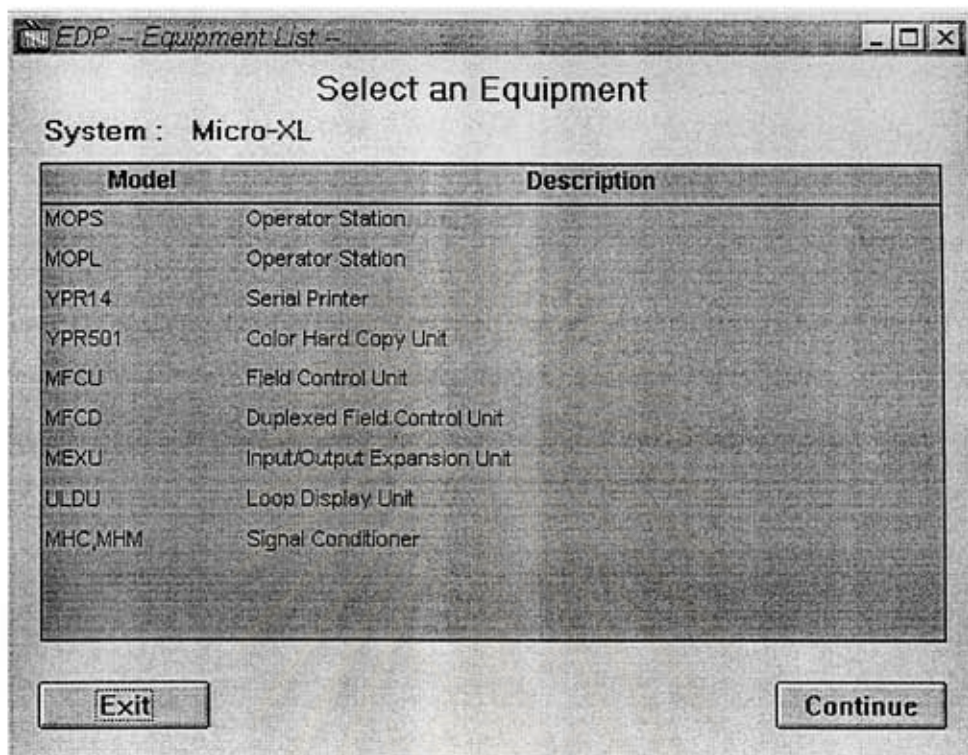 EDP -- Equipment List --
Select an Equipment
System : Micro-XL
Model Description
MOPS Operator Station
MOPL Operator Station
YPR14 Serial Printer
YPR501 Color Hard Copy Unit
MFCU Field Control Unit
MFCD Duplexed Field Control Unit
MEXU Input/Output Expansion Unit
ULDU Loop Display Unit
MHC,MHM Signal Conditioner
Exit Continue